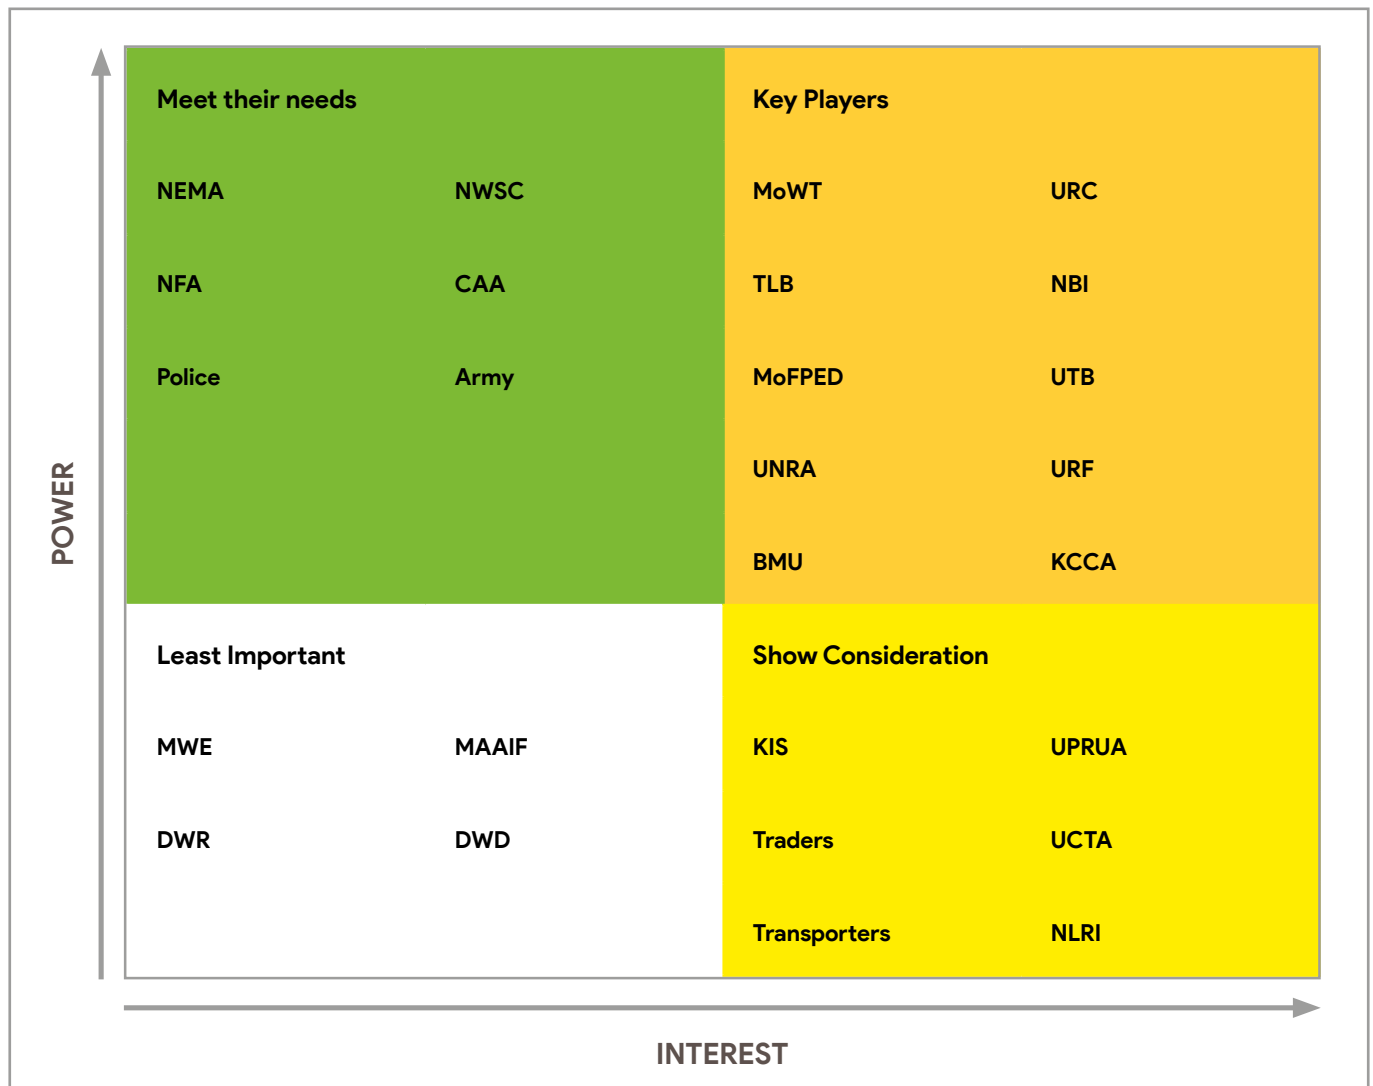 Meet their needs
NEMA NWSC
NFA CAA
Police Army
Key Players
MoWT URC
TLB NBI
MoFPED UTB
UNRA URF
BMU KCCA
POWER
Least Important
MWE MAAIF
DWR DWD
Show Consideration
KIS UPRUA
Traders UCTA
Transporters NLRI
INTEREST